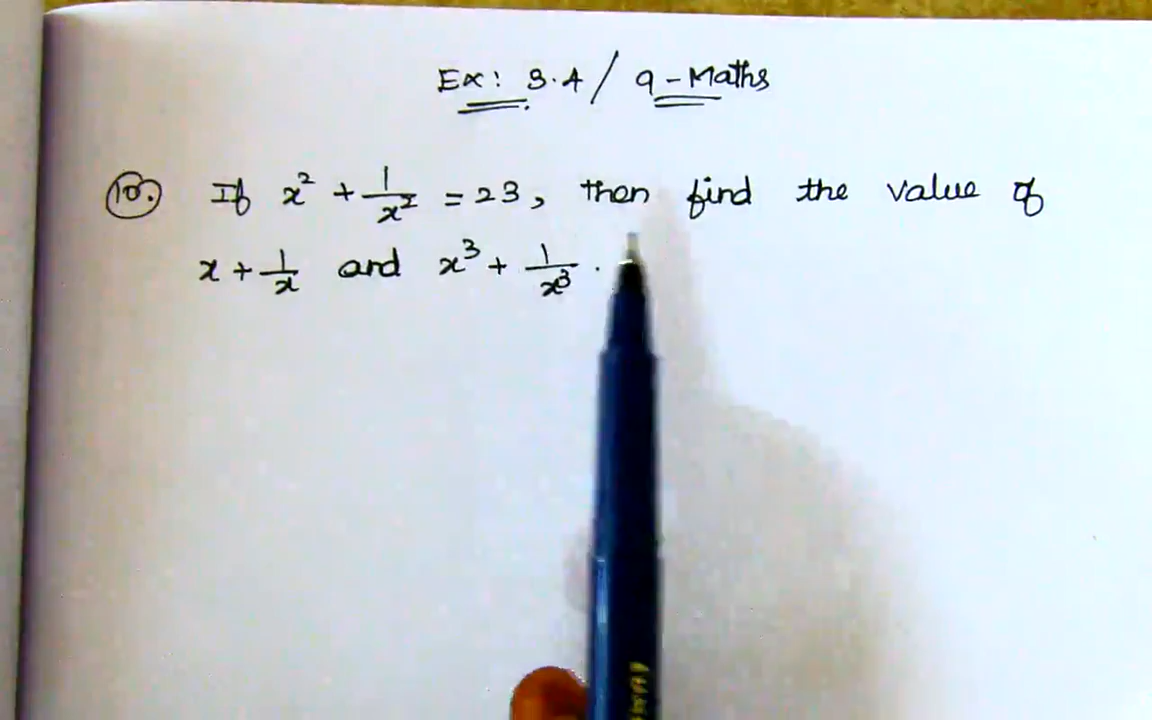 Ex: 3.4 / 9-Maths
10. If x² + 1/x² = 23, then find the value of
x + 1/x and x³ + 1/x³.